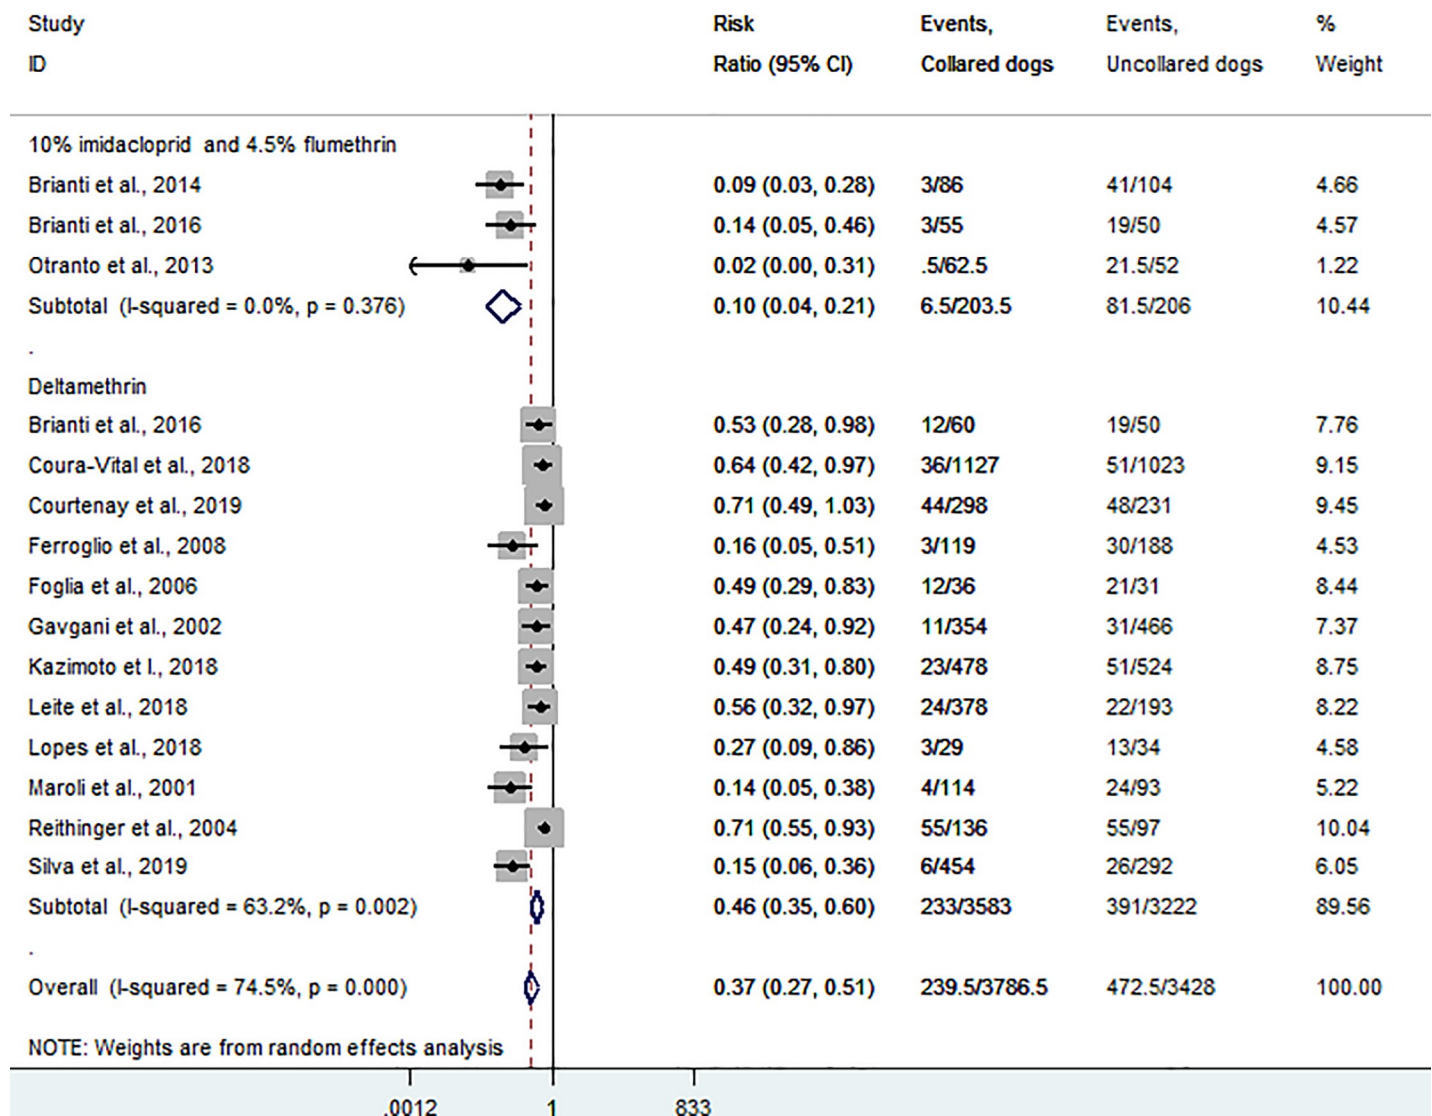 Study Risk Events, Events, %
ID Ratio (95% CI) Collared dogs Uncollared dogs Weight
10% imidacloprid and 4.5% flumethrin
Brianti et al., 2014 0.09 (0.03, 0.28) 3/86 41/104 4.66
Brianti et al., 2016 0.14 (0.05, 0.46) 3/55 19/50 4.57
Otranto et al., 2013 0.02 (0.00, 0.31) .5/62.5 21.5/52 1.22
Subtotal (I-squared = 0.0%, p = 0.376) 0.10 (0.04, 0.21) 6.5/203.5 81.5/206 10.44
.
Deltamethrin
Brianti et al., 2016 0.53 (0.28, 0.98) 12/60 19/50 7.76
Coura-Vital et al., 2018 0.64 (0.42, 0.97) 36/1127 51/1023 9.15
Courtenay et al., 2019 0.71 (0.49, 1.03) 44/298 48/231 9.45
Ferroglio et al., 2008 0.16 (0.05, 0.51) 3/119 30/188 4.53
Foglia et al., 2006 0.49 (0.29, 0.83) 12/36 21/31 8.44
Gavgani et al., 2002 0.47 (0.24, 0.92) 11/354 31/466 7.37
Kazimoto et l., 2018 0.49 (0.31, 0.80) 23/478 51/524 8.75
Leite et al., 2018 0.56 (0.32, 0.97) 24/378 22/193 8.22
Lopes et al., 2018 0.27 (0.09, 0.86) 3/29 13/34 4.58
Maroli et al., 2001 0.14 (0.05, 0.38) 4/114 24/93 5.22
Reithinger et al., 2004 0.71 (0.55, 0.93) 55/136 55/97 10.04
Silva et al., 2019 0.15 (0.06, 0.36) 6/454 26/292 6.05
Subtotal (I-squared = 63.2%, p = 0.002) 0.46 (0.35, 0.60) 233/3583 391/3222 89.56
.
Overall (I-squared = 74.5%, p = 0.000) 0.37 (0.27, 0.51) 239.5/3786.5 472.5/3428 100.00
NOTE: Weights are from random effects analysis
.0012 1 833